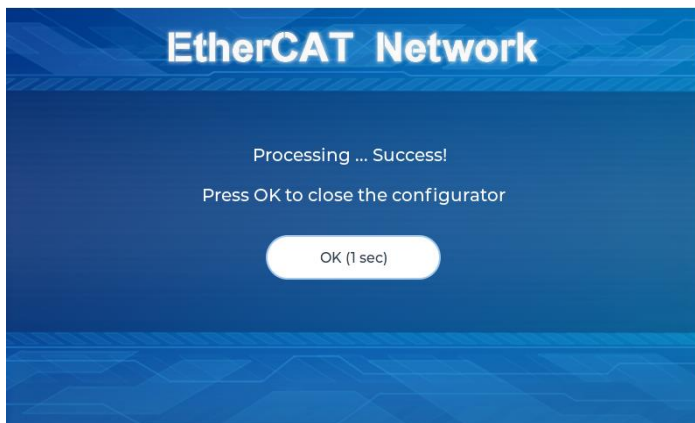 EtherCAT Network
Processing ... Success!
Press OK to close the configurator
OK (1 sec)